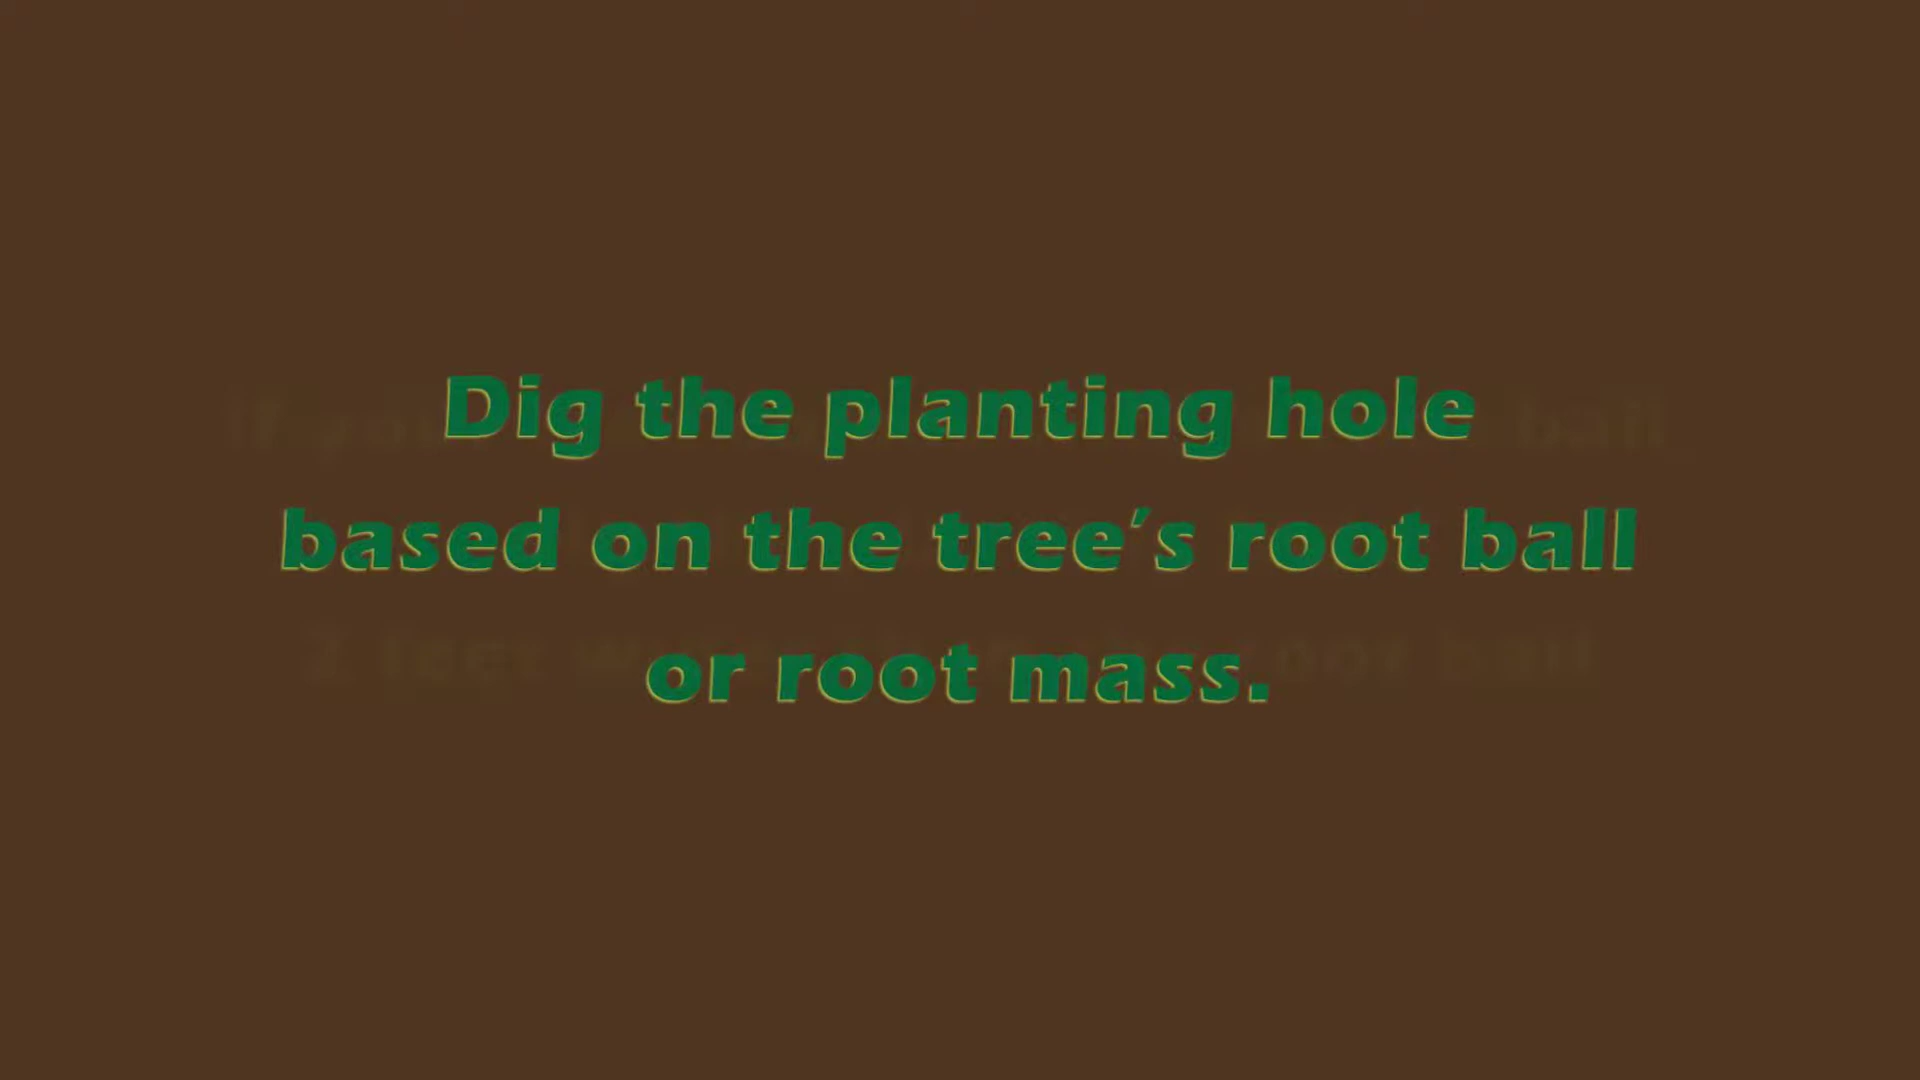 Dig the planting hole
based on the tree’s root ball
or root mass.